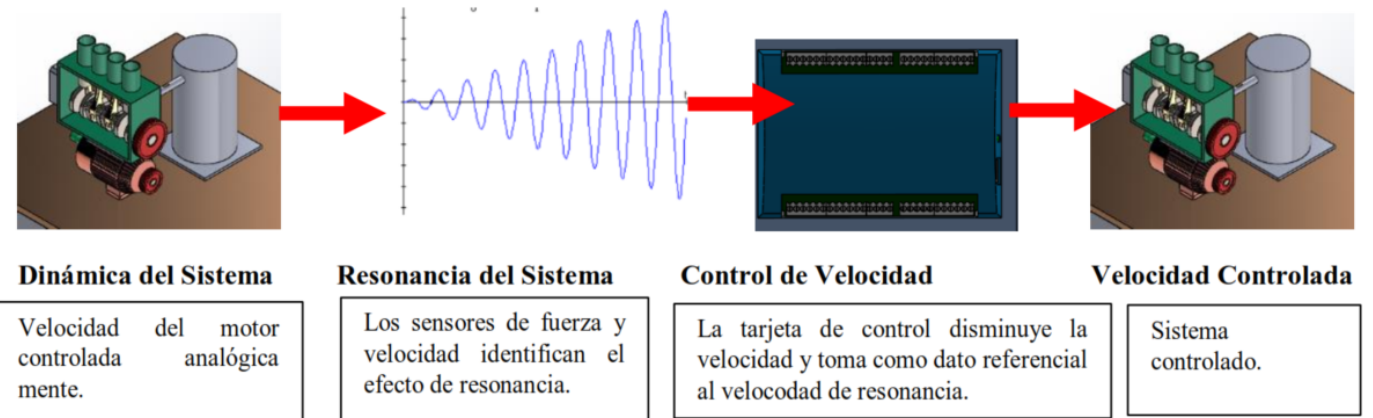 Dinámica del Sistema
Resonancia del Sistema
Control de Velocidad
Velocidad Controlada
Velocidad del motor
controlada analógica
mente.
Los sensores de fuerza y
velocidad identifican el
efecto de resonancia.
La tarjeta de control disminuye la
velocidad y toma como dato referencial
al velocodad de resonancia.
Sistema
controlado.